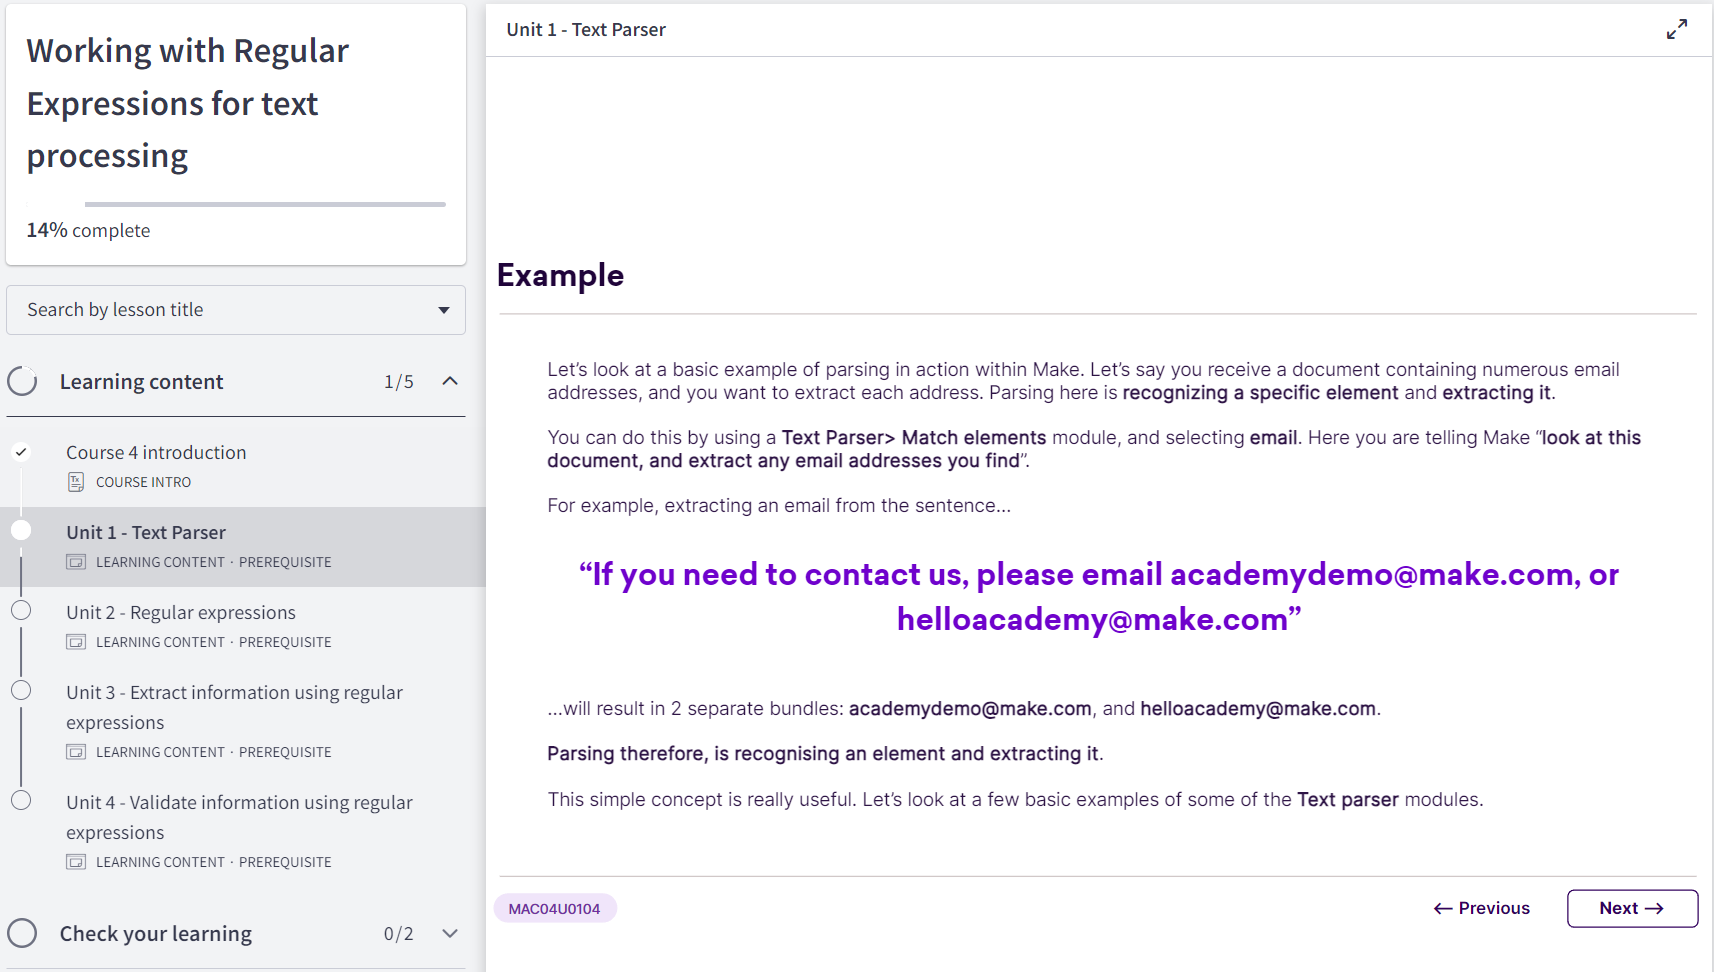 Working with Regular
Expressions for text
processing
14% complete
Search by lesson title
Learning content 1/5
Course 4 introduction
COURSE INTRO
Unit 1 - Text Parser
LEARNING CONTENT · PREREQUISITE
Unit 2 - Regular expressions
LEARNING CONTENT · PREREQUISITE
Unit 3 - Extract information using regular
expressions
LEARNING CONTENT · PREREQUISITE
Unit 4 - Validate information using regular
expressions
LEARNING CONTENT · PREREQUISITE
Check your learning 0/2
Unit 1 - Text Parser
Example
Let’s look at a basic example of parsing in action within Make. Let’s say you receive a document containing numerous email
addresses, and you want to extract each address. Parsing here is recognizing a specific element and extracting it.
You can do this by using a Text Parser> Match elements module, and selecting email. Here you are telling Make “look at this
document, and extract any email addresses you find”.
For example, extracting an email from the sentence...
“If you need to contact us, please email academydemo@make.com, or
helloacademy@make.com”
...will result in 2 separate bundles: academydemo@make.com, and helloacademy@make.com.
Parsing therefore, is recognising an element and extracting it.
This simple concept is really useful. Let’s look at a few basic examples of some of the Text parser modules.
MAC04U0104
← Previous
Next →